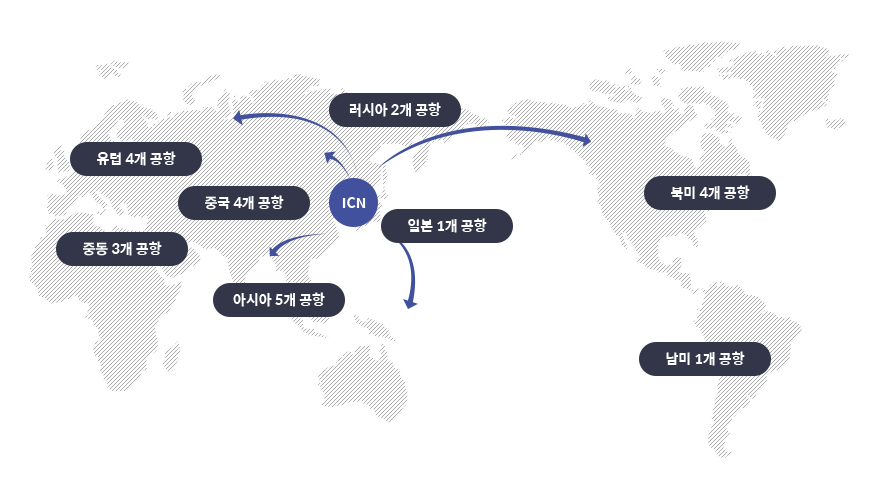 러시아 2개 공항
유럽 4개 공항
북미 4개 공항
중국 4개 공항
ICN
일본 1개 공항
중동 3개 공항
아시아 5개 공항
남미 1개 공항